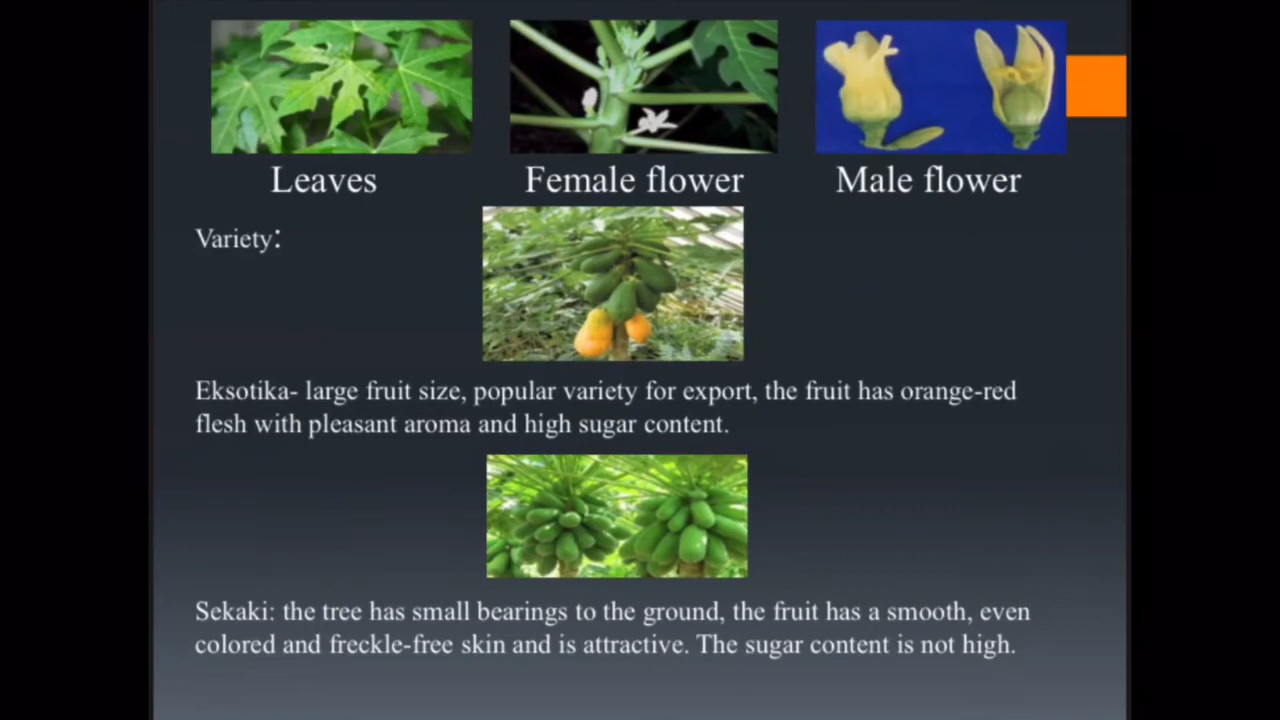 Leaves
Female flower
Male flower
Variety:
Eksotika- large fruit size, popular variety for export, the fruit has orange-red
flesh with pleasant aroma and high sugar content.
Sekaki: the tree has small bearings to the ground, the fruit has a smooth, even
colored and freckle-free skin and is attractive. The sugar content is not high.